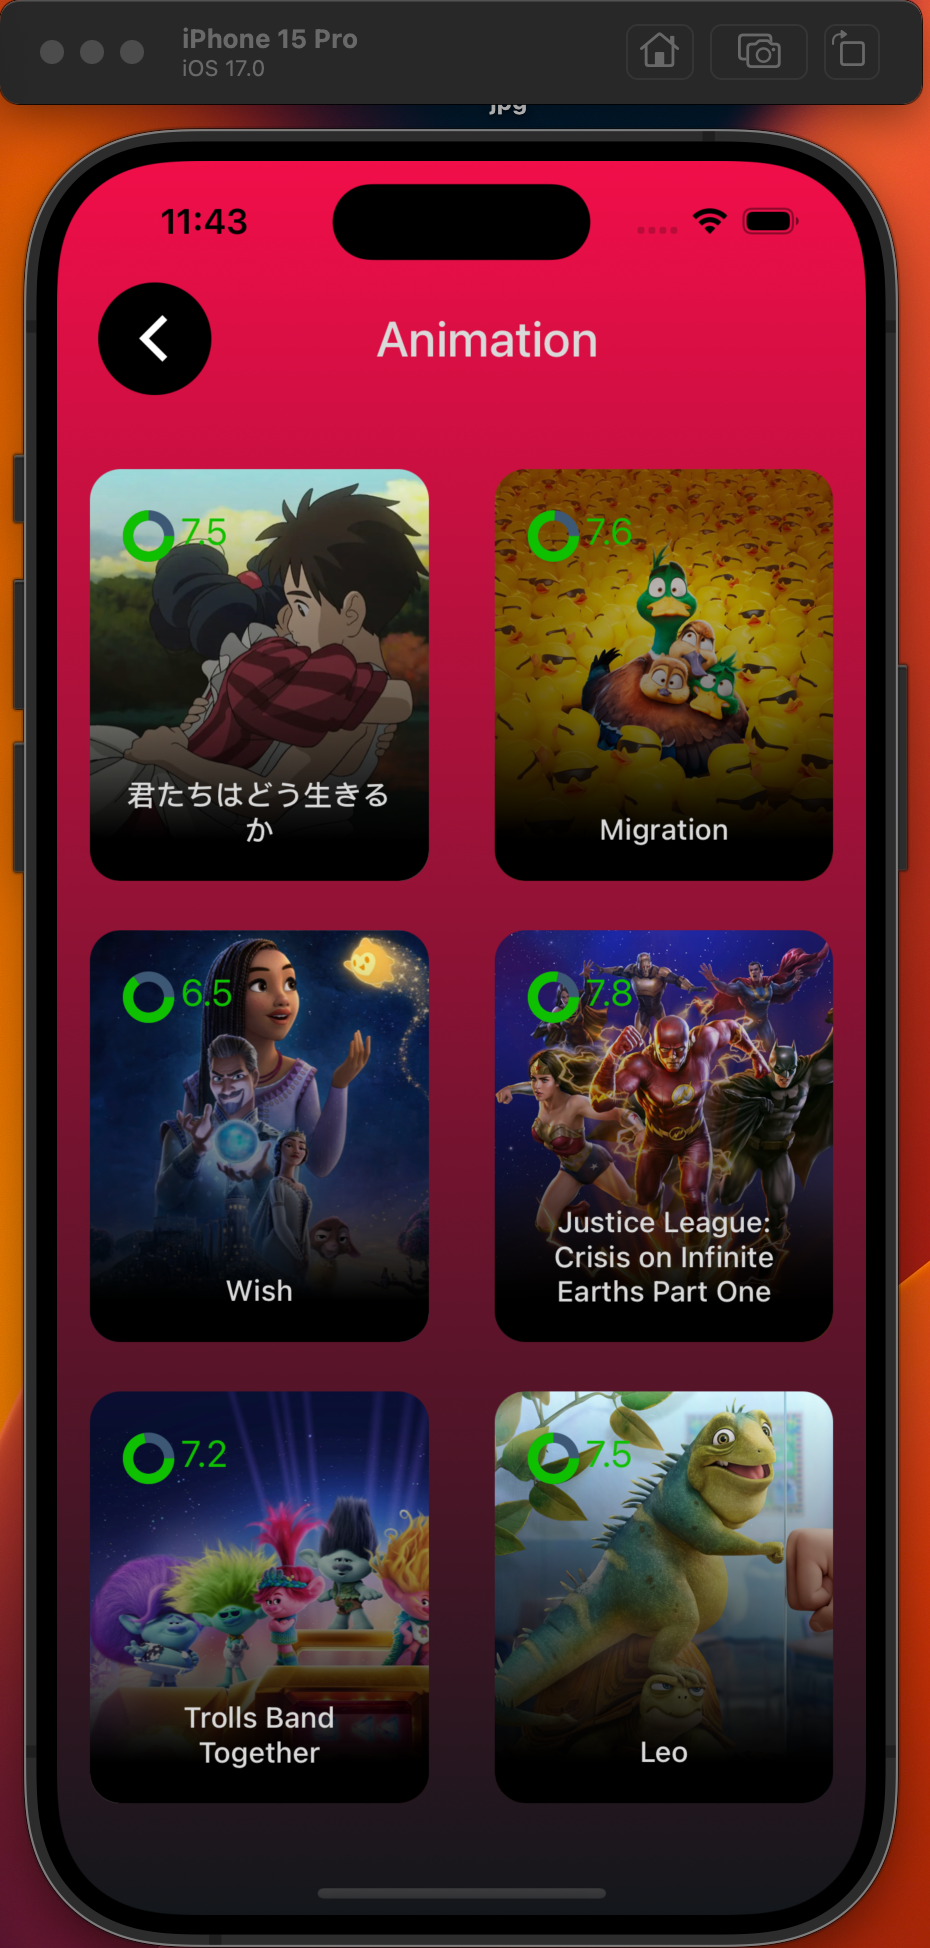 iPhone 15 Pro
iOS 17.0
jpg
11:43
Animation
7.5
7.6
君たちはどう生きる
か
Migration
6.5
7.8
Wish
Justice League:
Crisis on Infinite
Earths Part One
7.2
7.5
Trolls Band
Together
Leo